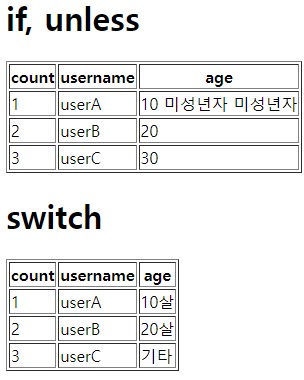 if, unless
count username age
1 userA 10 미성년자 미성년자
2 userB 20
3 userC 30
switch
count username age
1 userA 10살
2 userB 20살
3 userC 기타